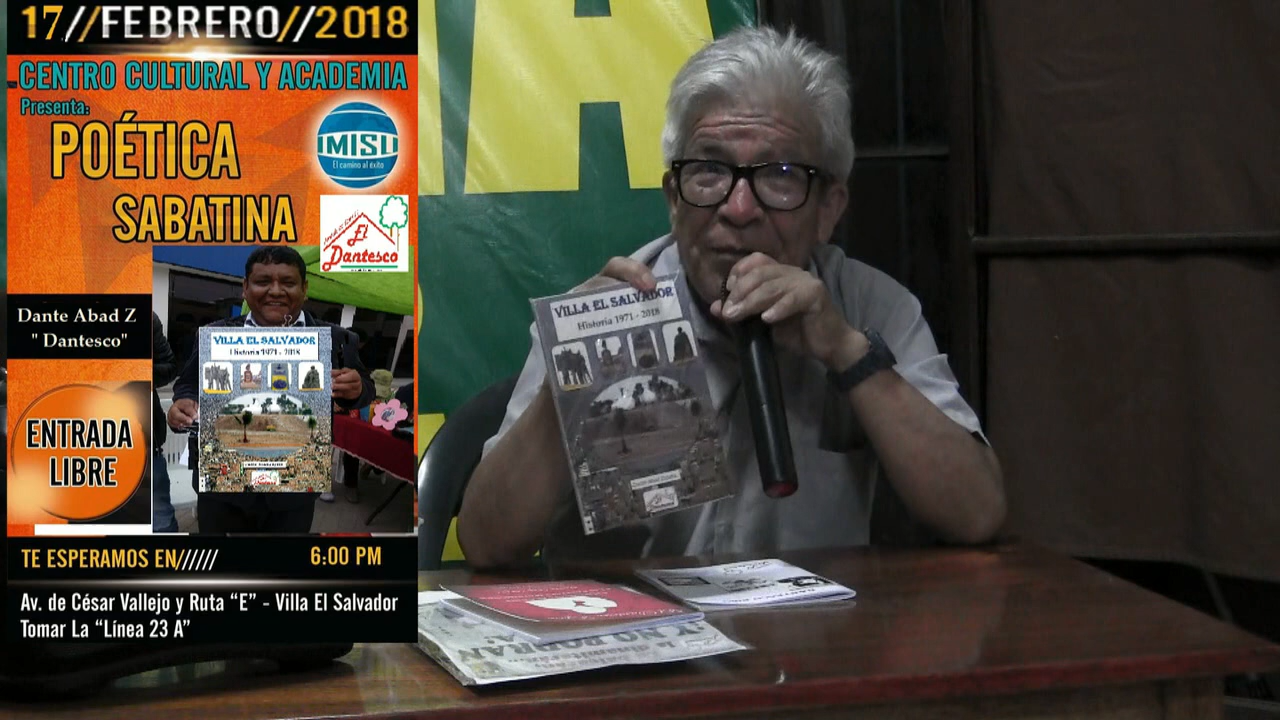 17//FEBRERO//2018
CENTRO CULTURAL Y ACADEMIA
Presenta:
POÉTICA
SABATINA
IMISU
El camino al éxito
El
Dantesco
Dante Abad Z
" Dantesco"
VILLA EL SALVADOR
Historia 1971 - 2018
ENTRADA
LIBRE
TE ESPERAMOS EN//////
6:00 PM
Av. de César Vallejo y Ruta “E” - Villa El Salvador
Tomar La “Línea 23 A”
A
VILLA EL SALVADOR
Historia 1971 - 2018
¡Y NO PODRÁN